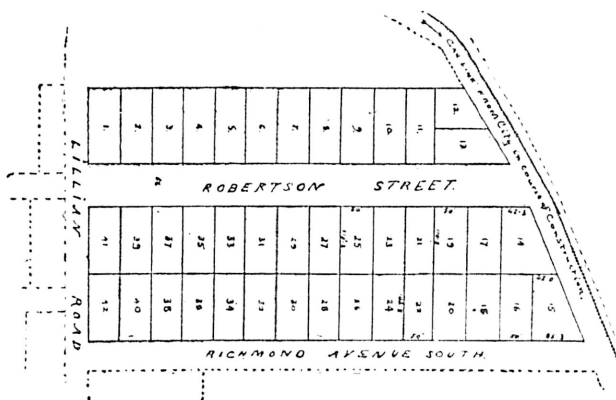 CAR LINE FROM City in course of Construction.
1. 2. 3. 4. 5. 6. 7. 8. 9. 10. 11. 12. 13
LILLIAN ROAD
ROBERTSON STREET.
41 39 37 35 33 31 29 27 25 23 21 19 17 14
42 40 38 36 34 32 30 28 26 24 22 20 18 16 15
RICHMOND AVENUE SOUTH.